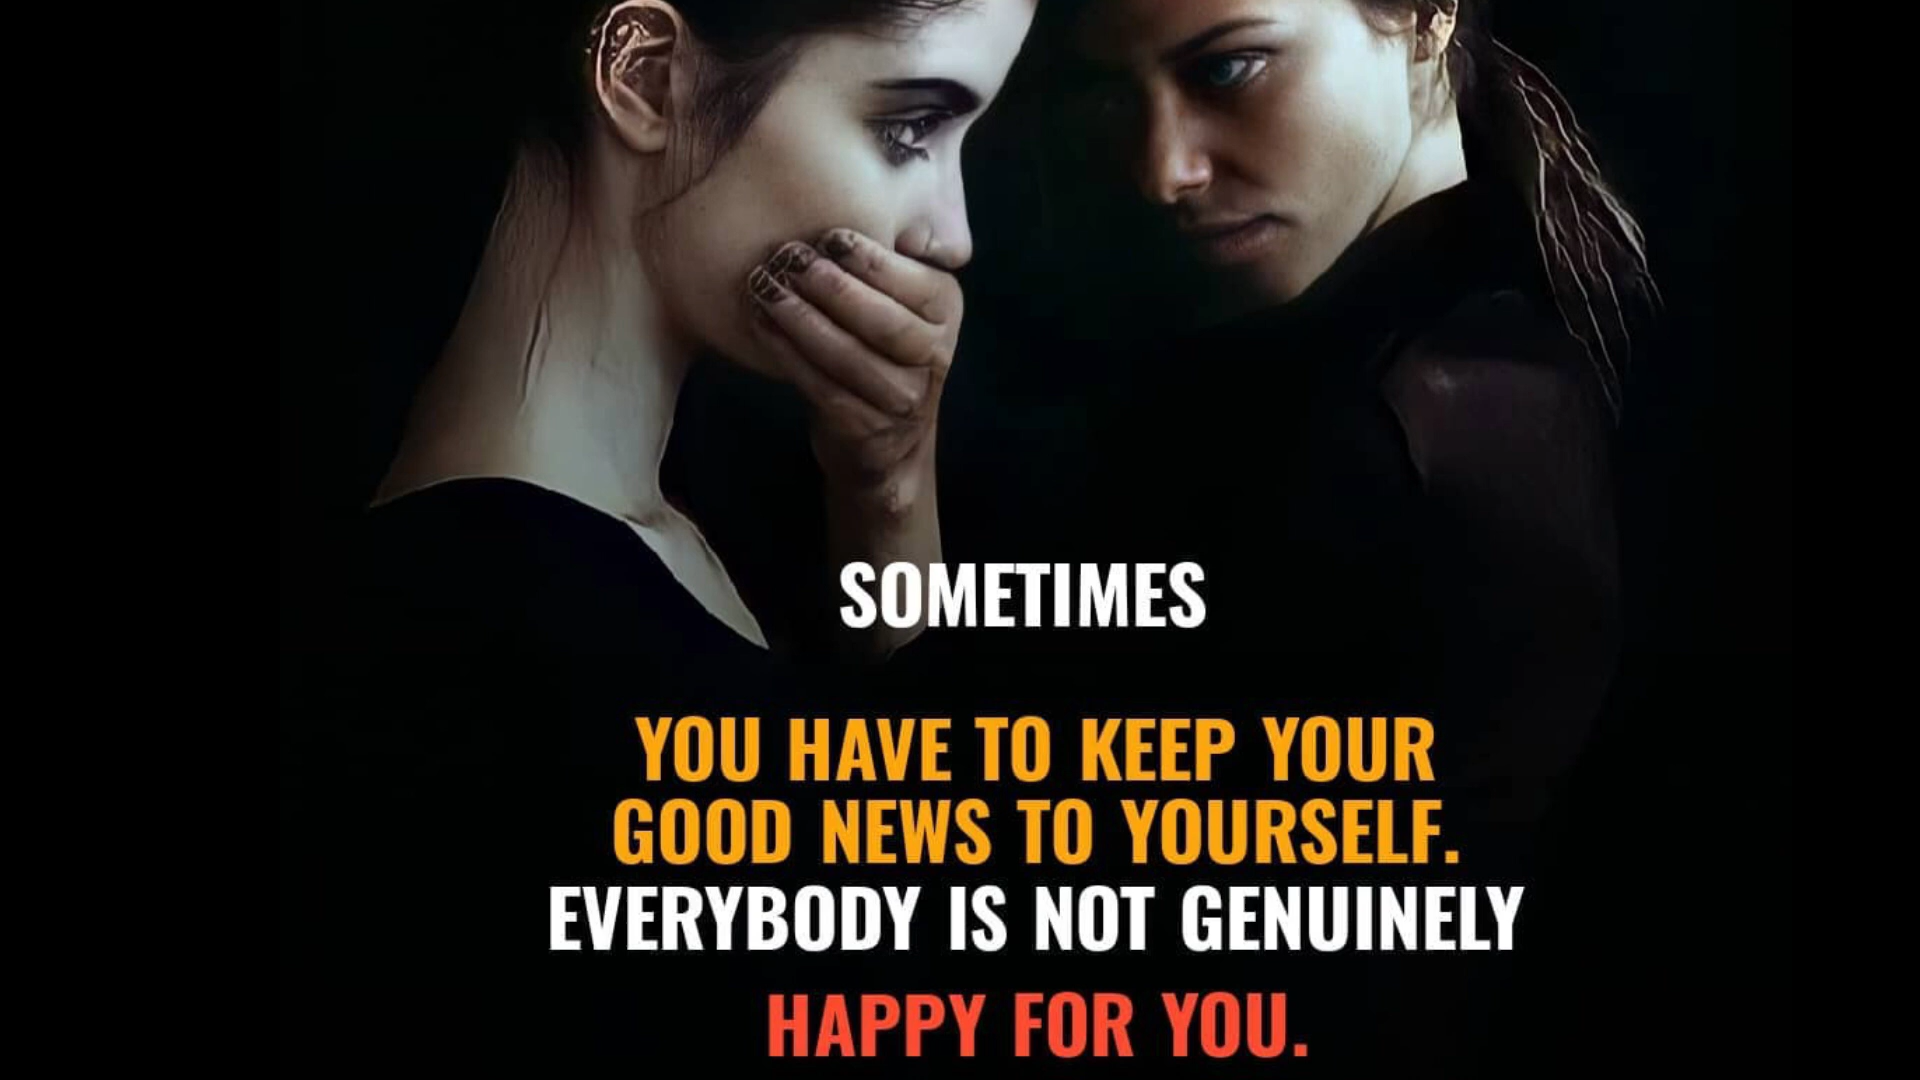 SOMETIMES
YOU HAVE TO KEEP YOUR
GOOD NEWS TO YOURSELF.
EVERYBODY IS NOT GENUINELY
HAPPY FOR YOU.